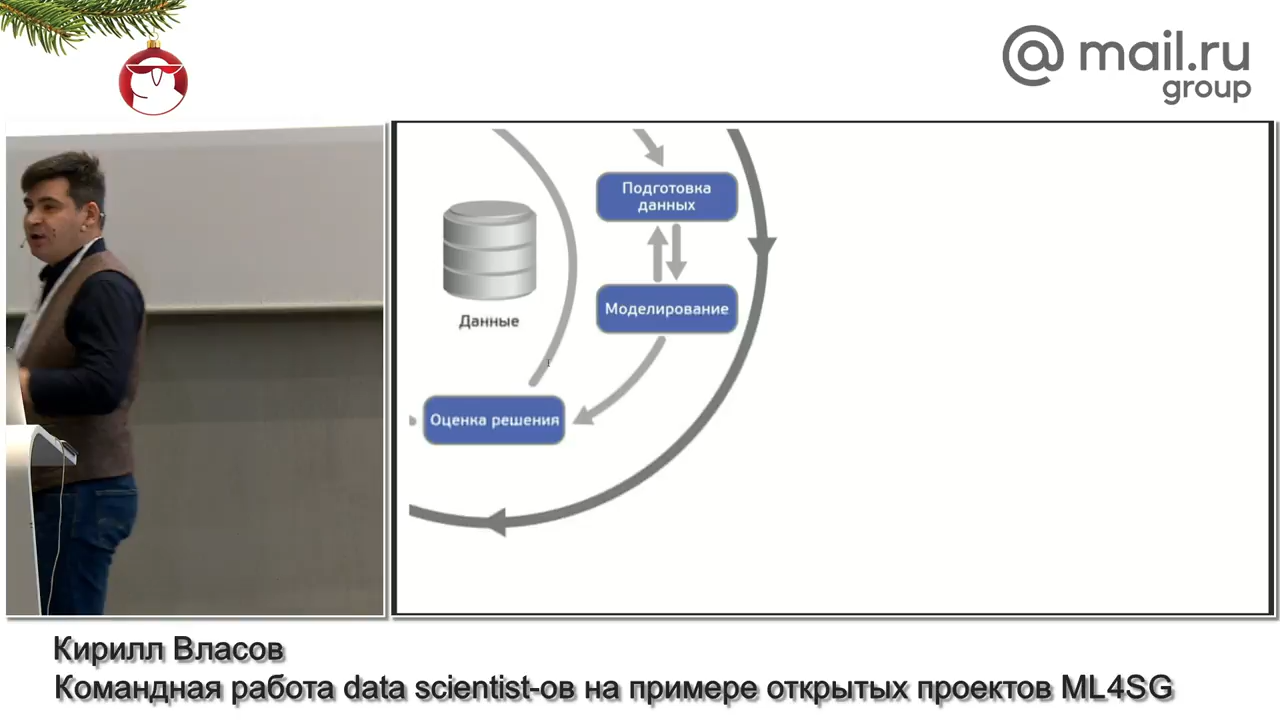 @ mail.ru
group
Подготовка
данных
Моделирование
Данные
Оценка решения
Кирилл Власов
Командная работа data scientist-ов на примере открытых проектов ML4SG